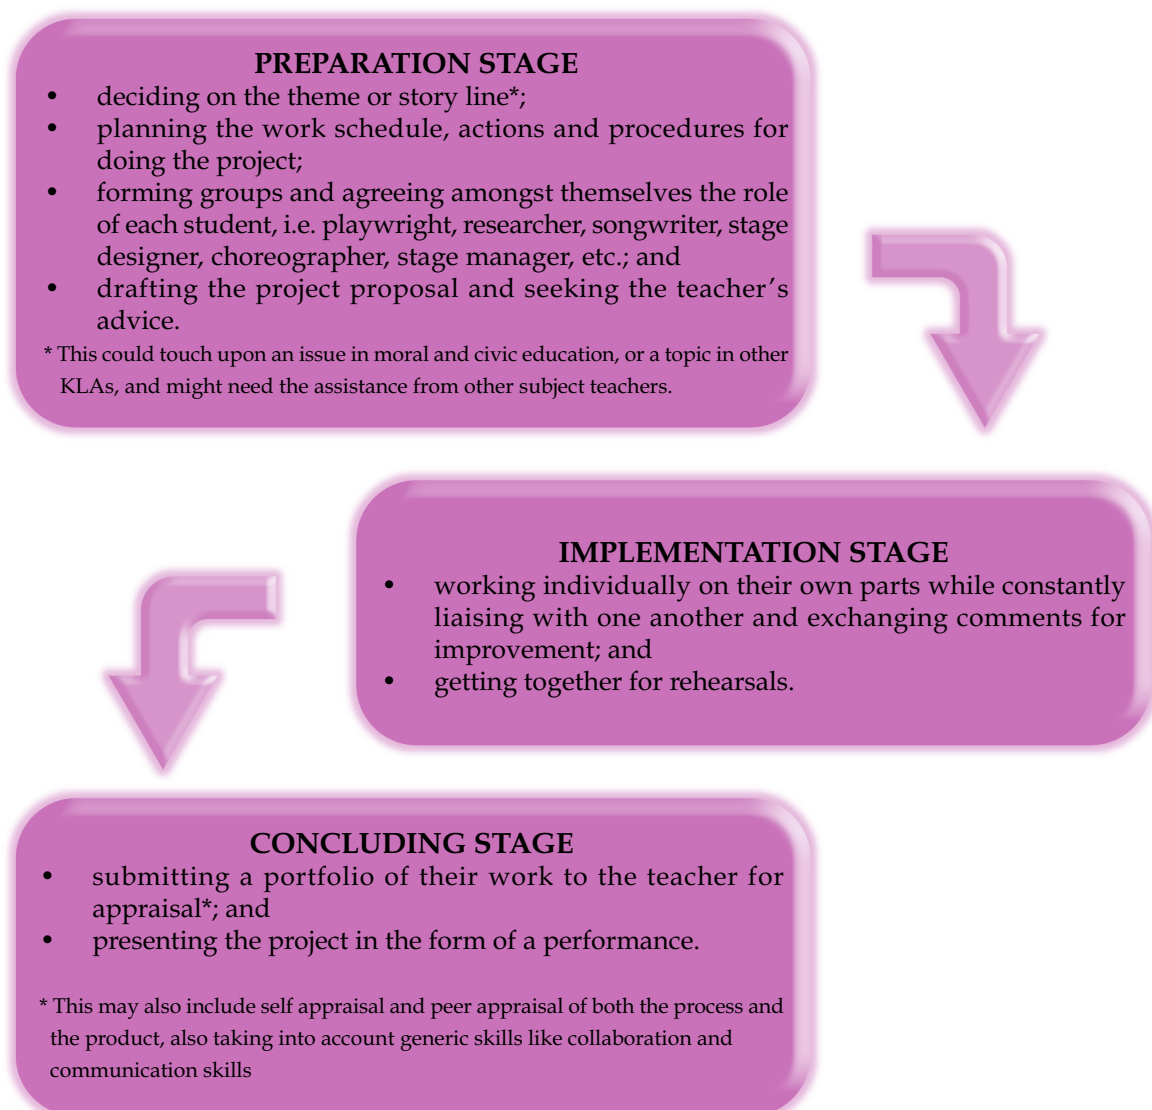 PREPARATION STAGE
• deciding on the theme or story line*;
• planning the work schedule, actions and procedures for
doing the project;
• forming groups and agreeing amongst themselves the role
of each student, i.e. playwright, researcher, songwriter, stage
designer, choreographer, stage manager, etc.; and
• drafting the project proposal and seeking the teacher’s
advice.
* This could touch upon an issue in moral and civic education, or a topic in other
KLAs, and might need the assistance from other subject teachers.
IMPLEMENTATION STAGE
• working individually on their own parts while constantly
liaising with one another and exchanging comments for
improvement; and
• getting together for rehearsals.
CONCLUDING STAGE
• submitting a portfolio of their work to the teacher for
appraisal*; and
• presenting the project in the form of a performance.
* This may also include self appraisal and peer appraisal of both the process and
the product, also taking into account generic skills like collaboration and
communication skills